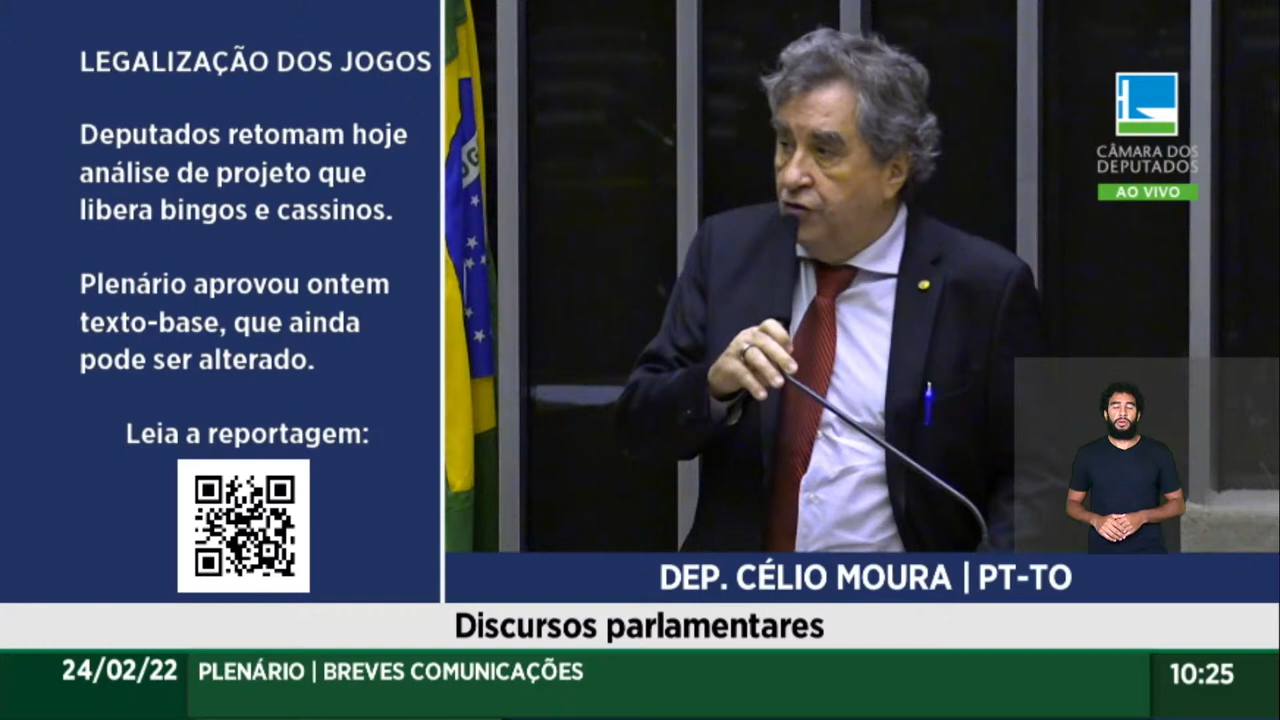 LEGALIZAÇÃO DOS JOGOS
Deputados retomam hoje
análise de projeto que
libera bingos e cassinos.
Plenário aprovou ontem
texto-base, que ainda
pode ser alterado.
Leia a reportagem:
CÂMARA DOS
DEPUTADOS
AO VIVO
DEP. CÉLIO MOURA | PT-TO
Discursos parlamentares
24/02/22
PLENÁRIO | BREVES COMUNICAÇÕES
10:25